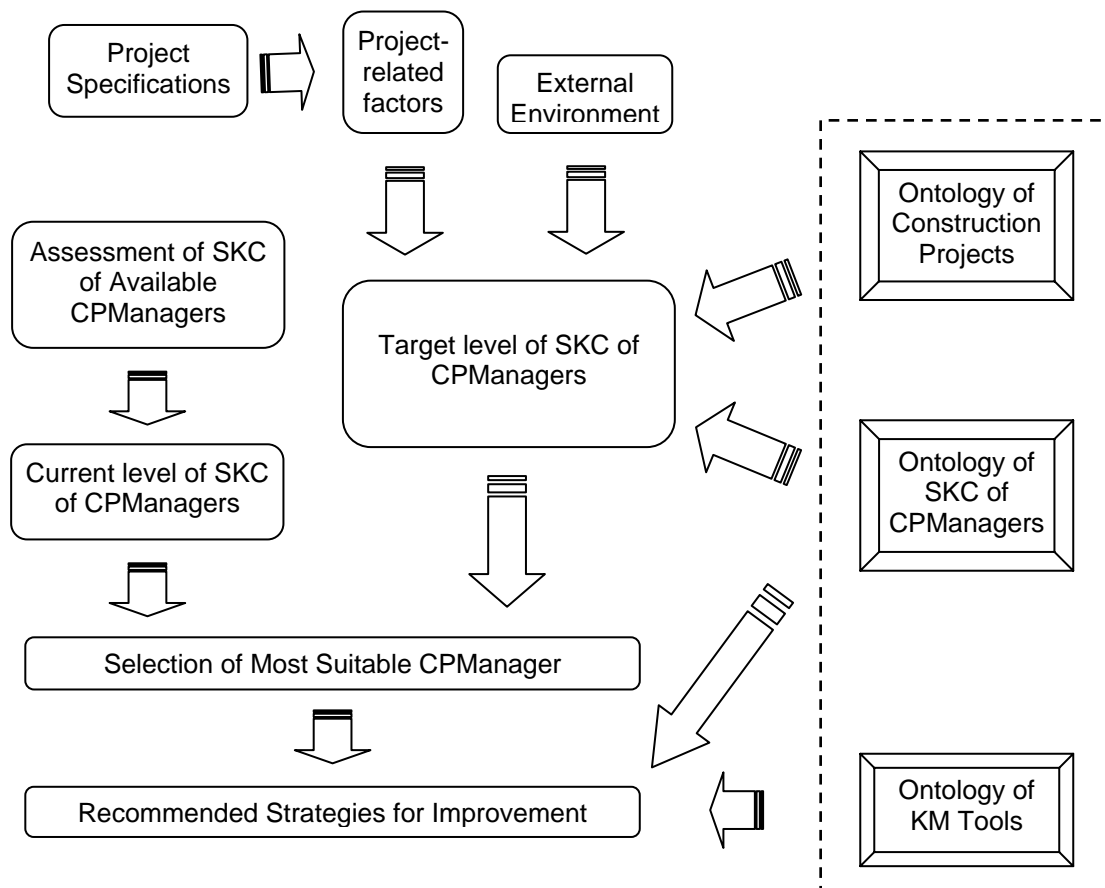 Project
Specifications
Project-
related
factors
External
Environment
Ontology of
Construction
Projects
Assessment of SKC
of Available
CPManagers
Target level of SKC of
CPManagers
Current level of SKC
of CPManagers
Ontology of
SKC of
CPManagers
Selection of Most Suitable CPManager
Recommended Strategies for Improvement
Ontology of
KM Tools